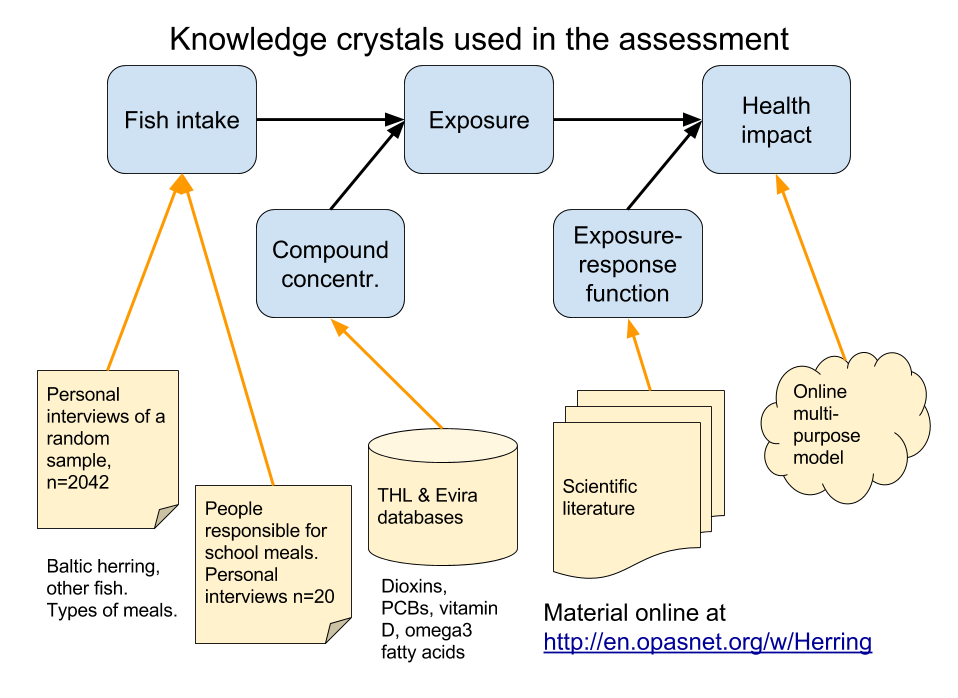 Knowledge crystals used in the assessment
Fish intake
Exposure
Health
impact
Compound
concentr.
Exposure-
response
function
Personal
interviews of a
random
sample,
n=2042
Baltic herring,
other fish.
Types of meals.
People
responsible for
school meals.
Personal
interviews n=20
THL & Evira
databases
Dioxins,
PCBs, vitamin
D, omega3
fatty acids
Scientific
literature
Online
multi-
purpose
model
Material online at
http://en.opasnet.org/w/Herring